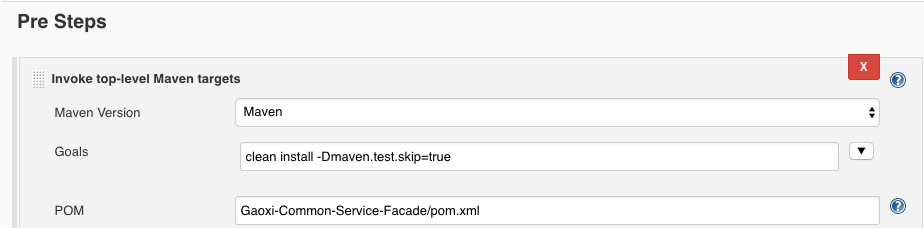 Pre Steps
Invoke top-level Maven targets
X
Maven Version
Maven
Goals
clean install -Dmaven.test.skip=true
POM
Gaoxi-Common-Service-Facade/pom.xml